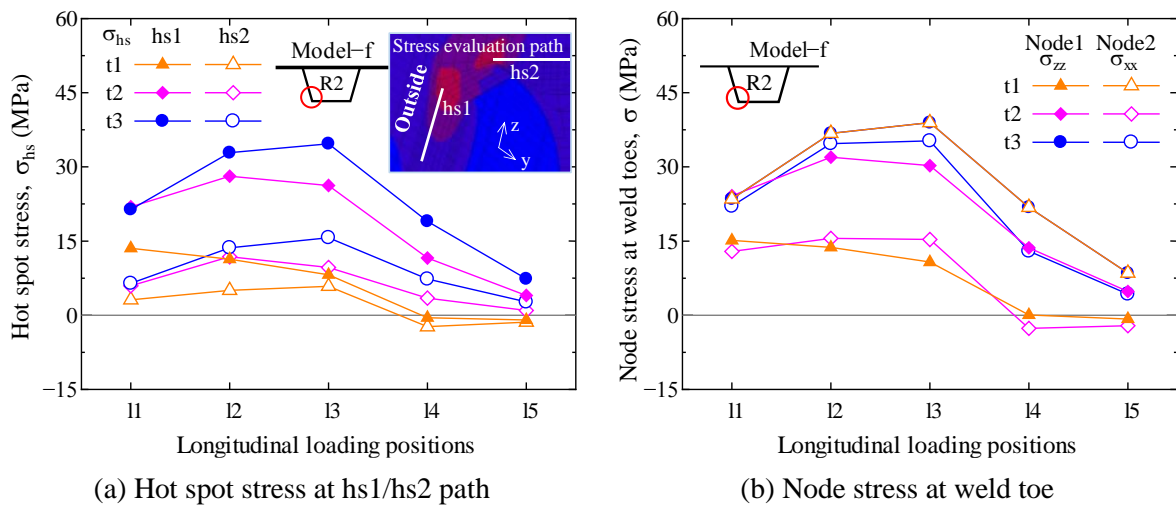 60
45
30
15
0
−15
Hot spot stress, σhs (MPa)
σhs hs1 hs2
t1
t2
t3
Model−f
R2
Stress evaluation path
hs2
Outside
hs1
z
y
l1 l2 l3 l4 l5
Longitudinal loading positions
(a) Hot spot stress at hs1/hs2 path
60
45
30
15
0
−15
Node stress at weld toes, σ (MPa)
Model−f
R2
Node1 Node2
σzz σxx
t1
t2
t3
l1 l2 l3 l4 l5
Longitudinal loading positions
(b) Node stress at weld toe